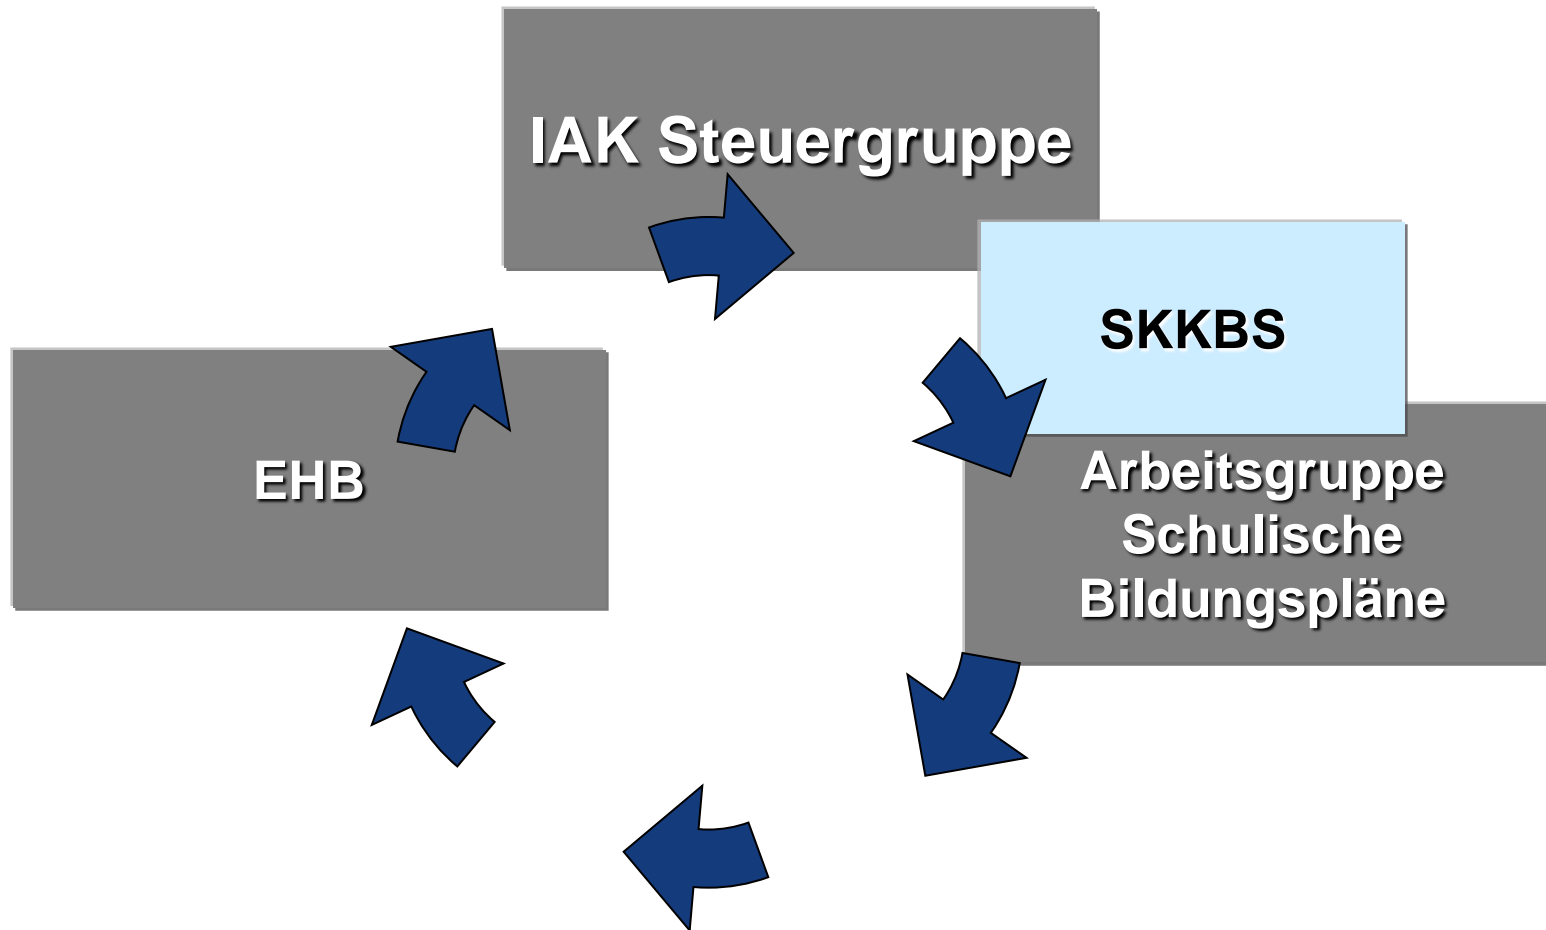 IAK Steuergruppe
SKKBS
EHB
Arbeitsgruppe
Schulische
Bildungspläne